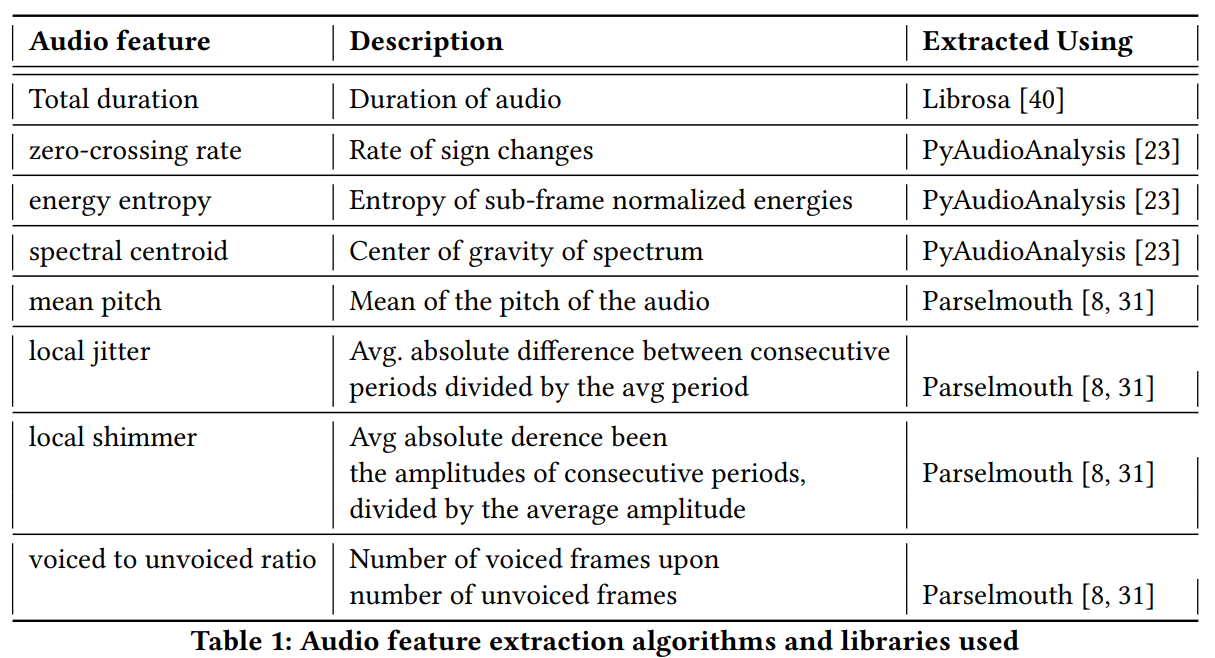 Audio feature Description Extracted Using
Total duration Duration of audio Librosa [40]
zero-crossing rate Rate of sign changes PyAudioAnalysis [23]
energy entropy Entropy of sub-frame normalized energies PyAudioAnalysis [23]
spectral centroid Center of gravity of spectrum PyAudioAnalysis [23]
mean pitch Mean of the pitch of the audio Parselmouth [8, 31]
local jitter Avg. absolute difference between consecutive
periods divided by the avg period Parselmouth [8, 31]
local shimmer Avg absolute derence been
the amplitudes of consecutive periods, Parselmouth [8, 31]
divided by the average amplitude
voiced to unvoiced ratio Number of voiced frames upon
number of unvoiced frames Parselmouth [8, 31]
Table 1: Audio feature extraction algorithms and libraries used